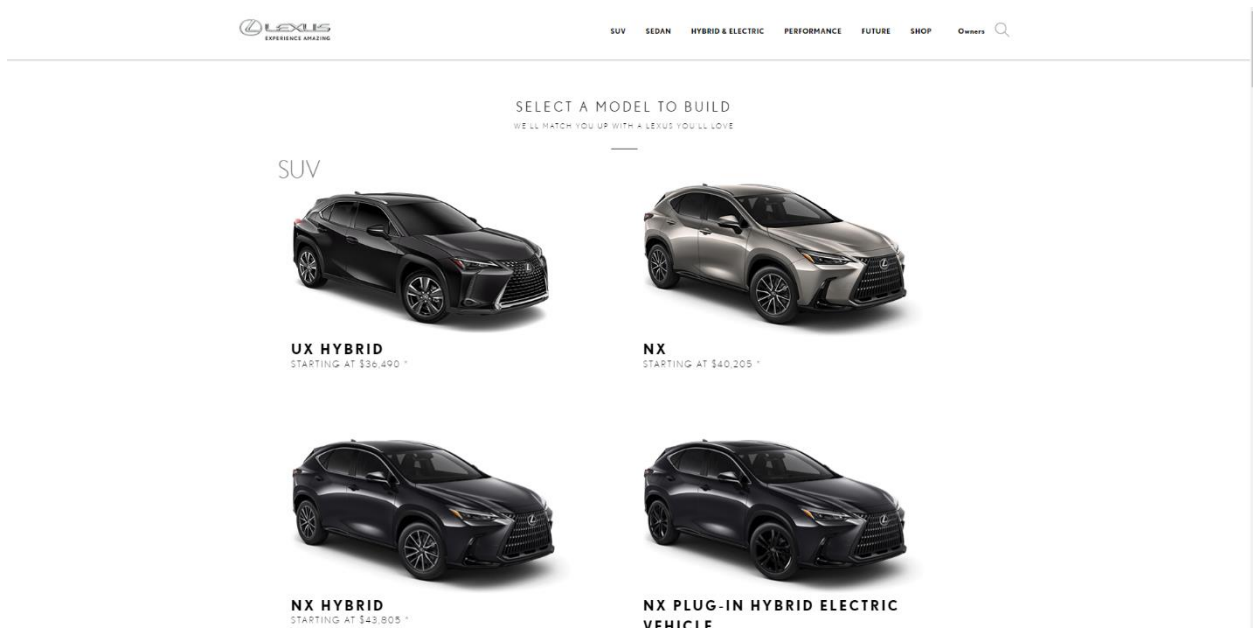 LEXUS
EXPERIENCE AMAZING
SUV SEDAN HYBRID & ELECTRIC PERFORMANCE FUTURE SHOP Owners
SELECT A MODEL TO BUILD
WE'LL MATCH YOU UP WITH A LEXUS YOU'LL LOVE
SUV
UX HYBRID
STARTING AT $36,490 *
NX
STARTING AT $40,205 *
NX HYBRID
STARTING AT $43,805 *
NX PLUG-IN HYBRID ELECTRIC
VEHICLE